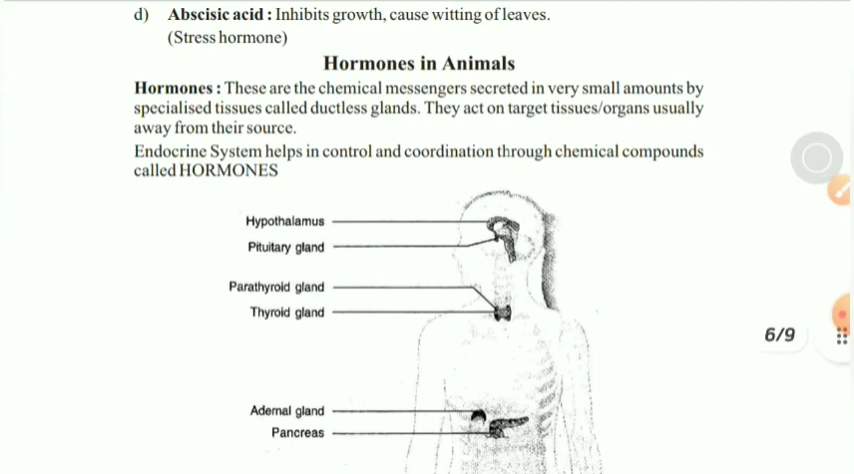 d) Abscisic acid : Inhibits growth, cause witting of leaves.
(Stress hormone)
Hormones in Animals
Hormones : These are the chemical messengers secreted in very small amounts by
specialised tissues called ductless glands. They act on target tissues/organs usually
away from their source.
Endocrine System helps in control and coordination through chemical compounds
called HORMONES
Hypothalamus
Pituitary gland
Parathyroid gland
Thyroid gland
6/9
Adernal gland
Pancreas